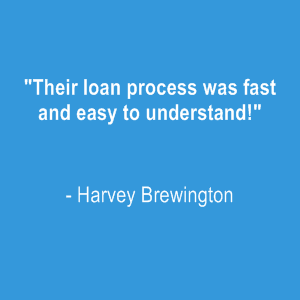 "Their loan process was fast
and easy to understand!"
- Harvey Brewington